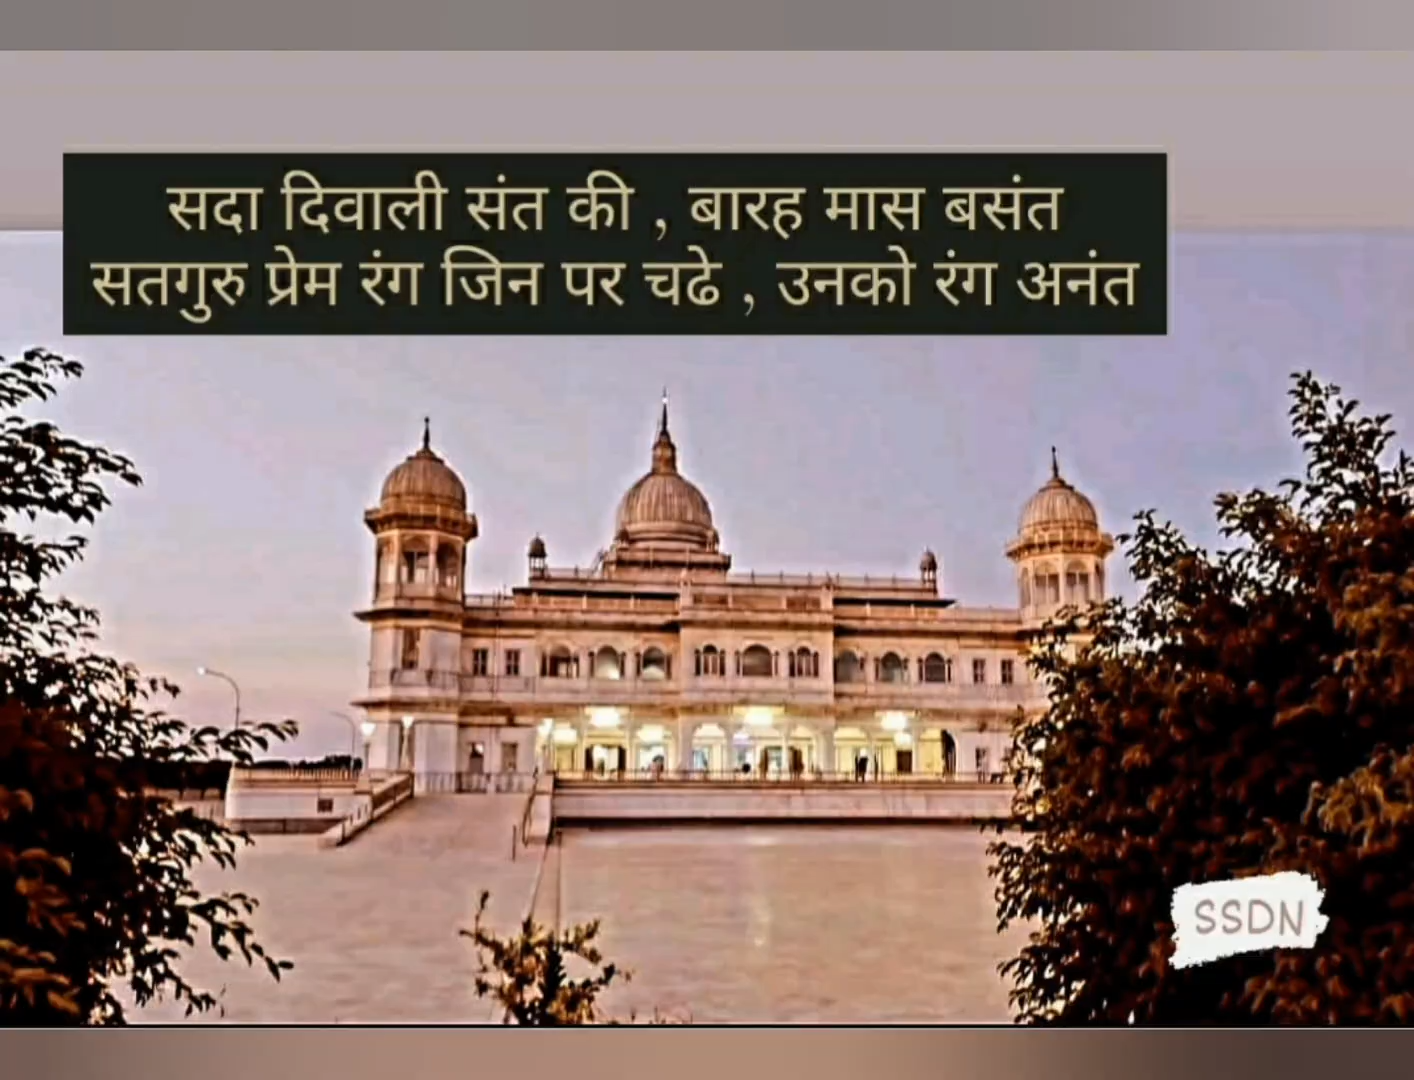 सदा दिवाली संत की , बारह मास बसंत
सतगुरु प्रेम रंग जिन पर चढे , उनको रंग अनंत
SSDN